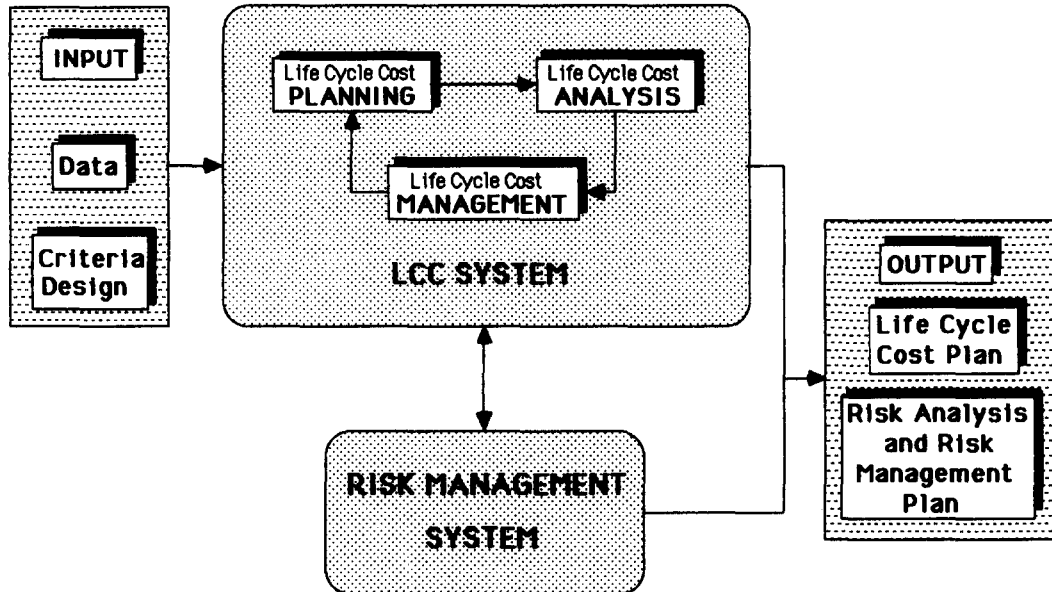 INPUT
Data
Criteria
Design
Life Cycle Cost
PLANNING
Life Cycle Cost
ANALYSIS
Life Cycle Cost
MANAGEMENT
LCC SYSTEM
RISK MANAGEMENT
SYSTEM
OUTPUT
Life Cycle
Cost Plan
Risk Analysis
and Risk
Management
Plan